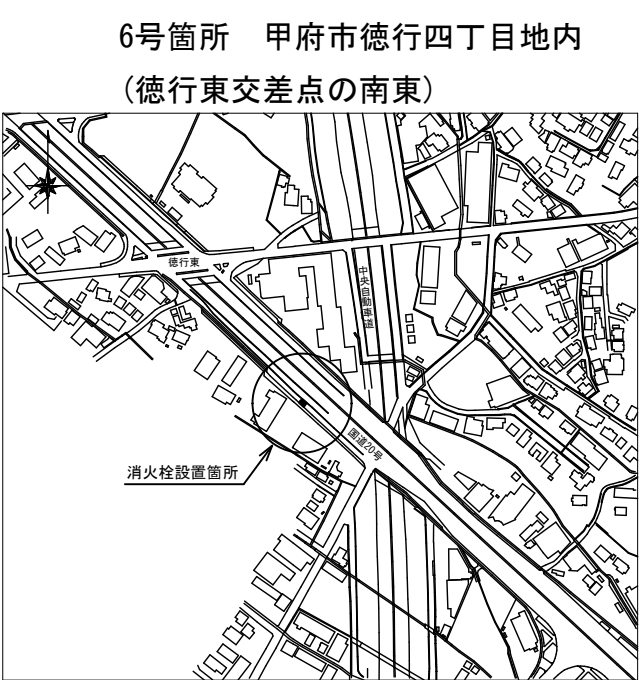 6号箇所　甲府市徳行四丁目地内
(徳行東交差点の南東)
徳行東
中央自動車道
国道20号
消火栓設置箇所